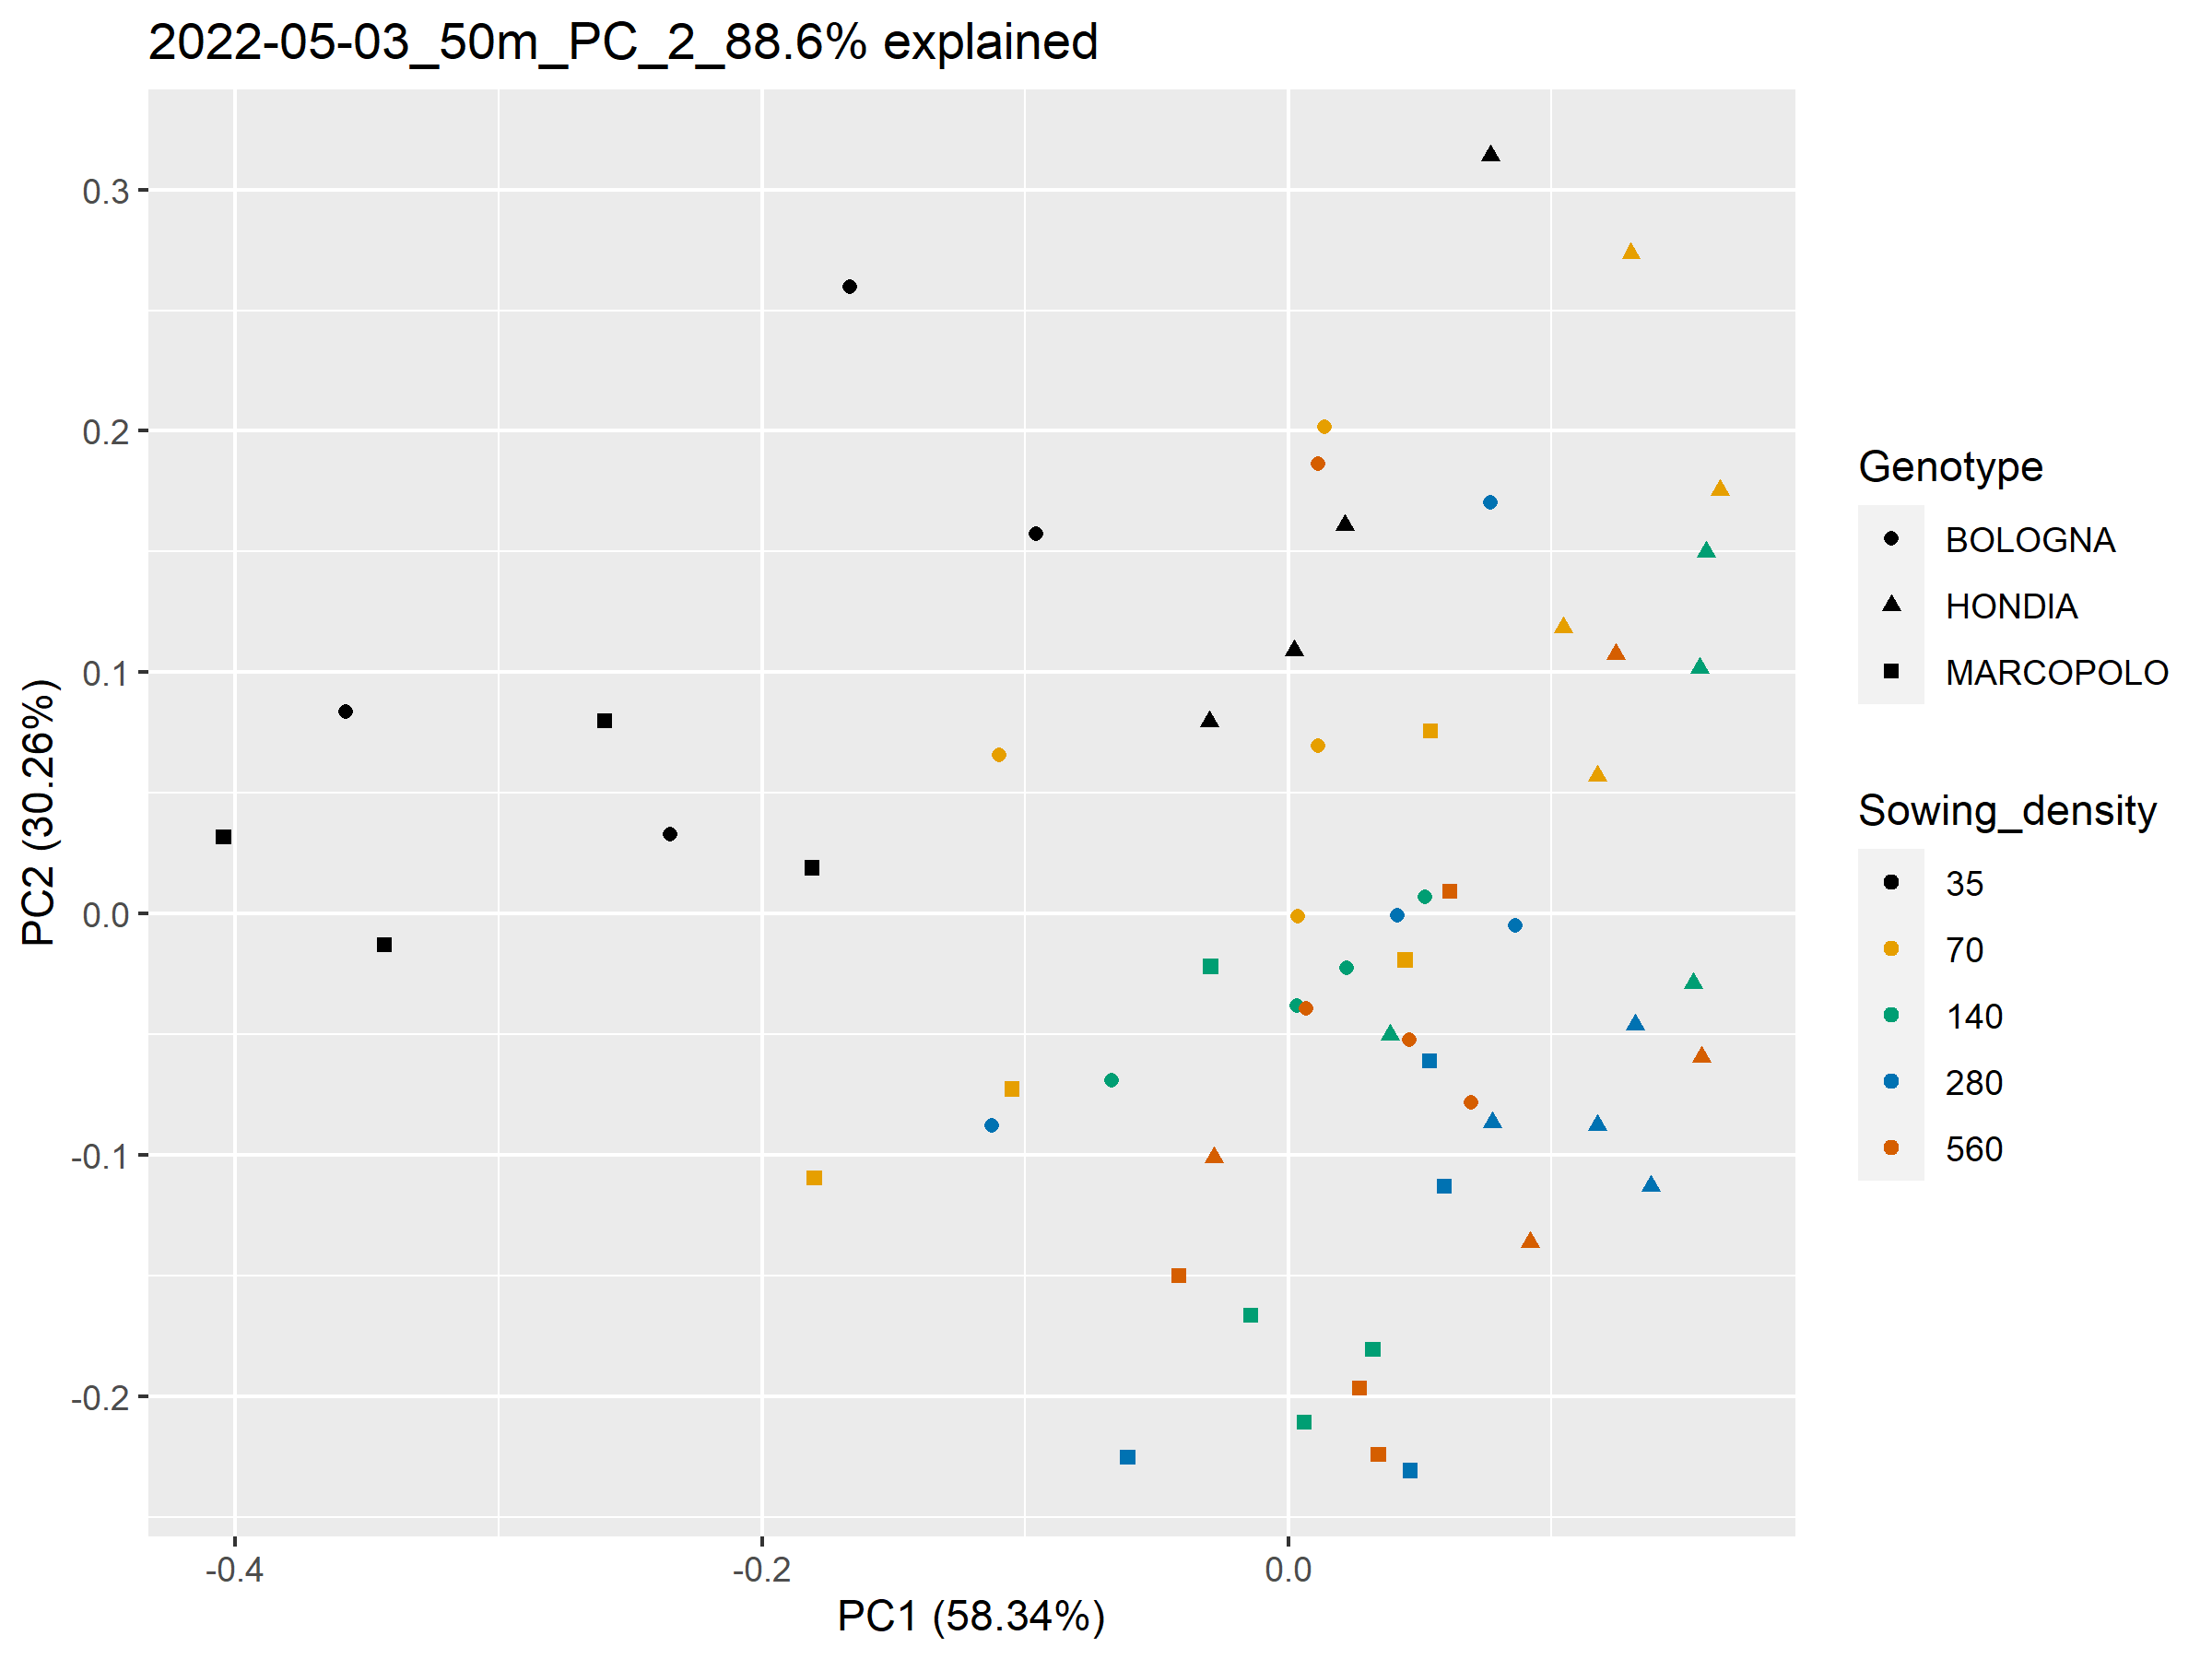 2022-05-03_50m_PC_2_88.6% explained
0.3
0.2
0.1
0.0
-0.1
-0.2
PC2 (30.26%)
-0.4
-0.2
0.0
PC1 (58.34%)
Genotype
BOLOGNA
HONDIA
MARCOPOLO
Sowing_density
35
70
140
280
560